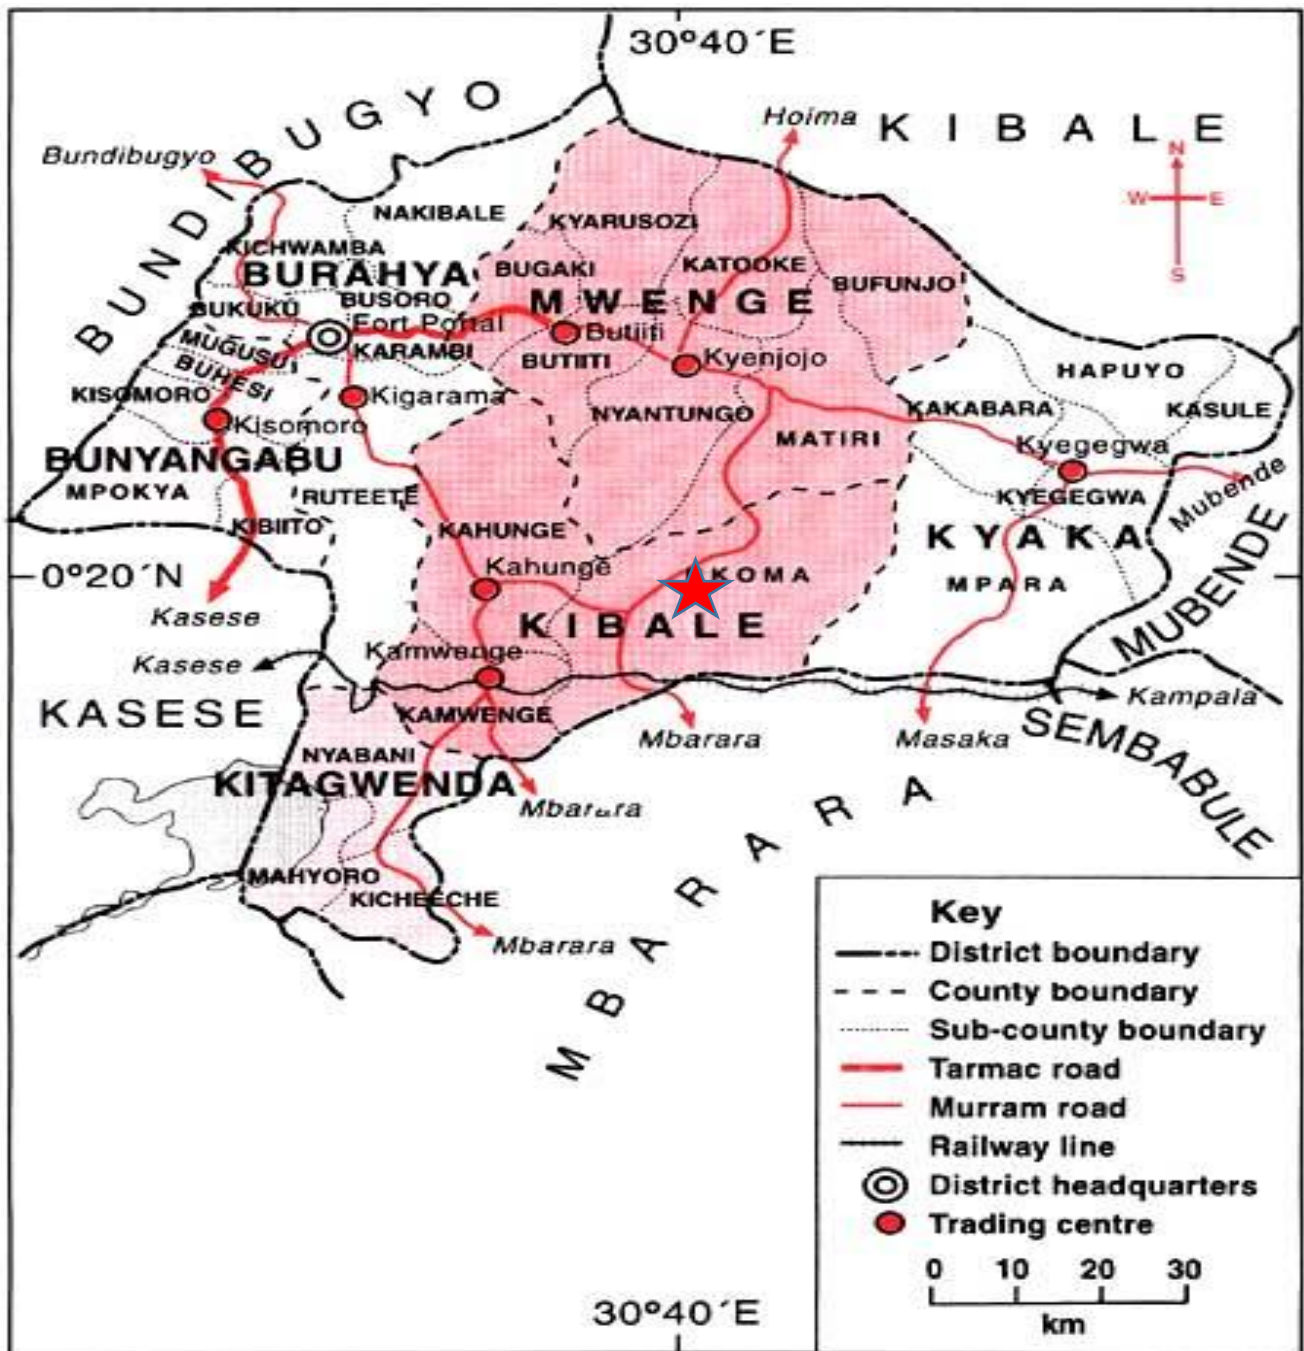 30°40´E
BUNDIBUGYO
Hoima
KIBALE
Bundibugyo
N
W E
S
NAKIBALE
KYARUSOZI
KICHWAMBA
BURAHYA
BUGAKI
KATOOKE
BUFUNJO
BUKUKU
BUSORO
MWENGE
Fort Portal
Butiiti
MUGUSU
KARAMBI
BUTIITI
Kyenjojo
BUHESI
HAPUYO
KISOMORO
Kigarama
NYANTUNGO
KAKABARA
KASULE
Kisomoro
MATIRI
Kyegegwa
BUNYANGABU
Mubende
MPOKYA
RUTEETE
KYEGEGWA
KIBIITO
KAHUNGE
KYAKA
MUBENDE
0°20´N
Kahunge
KOMA
MPARA
Kasese
KIBALE
Kasese
Kamwenge
Kampala
KASESE
KAMWENGE
Mbarara
Masaka
SEMBABULE
NYABANI
KITAGWENDA
Mbarara
MBARARA
MAHYORO
KICHEECHE
Mbarara
Key
District boundary
County boundary
Sub-county boundary
Tarmac road
Murram road
Railway line
District headquarters
Trading centre
0 10 20 30
km
30°40´E